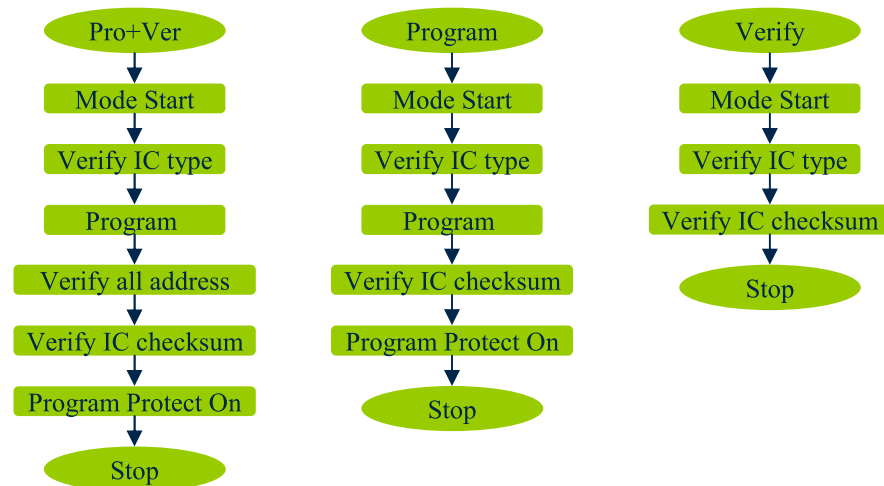 Pro+Ver
Mode Start
Verify IC type
Program
Verify all address
Verify IC checksum
Program Protect On
Stop
Program
Mode Start
Verify IC type
Program
Verify IC checksum
Program Protect On
Stop
Verify
Mode Start
Verify IC type
Verify IC checksum
Stop